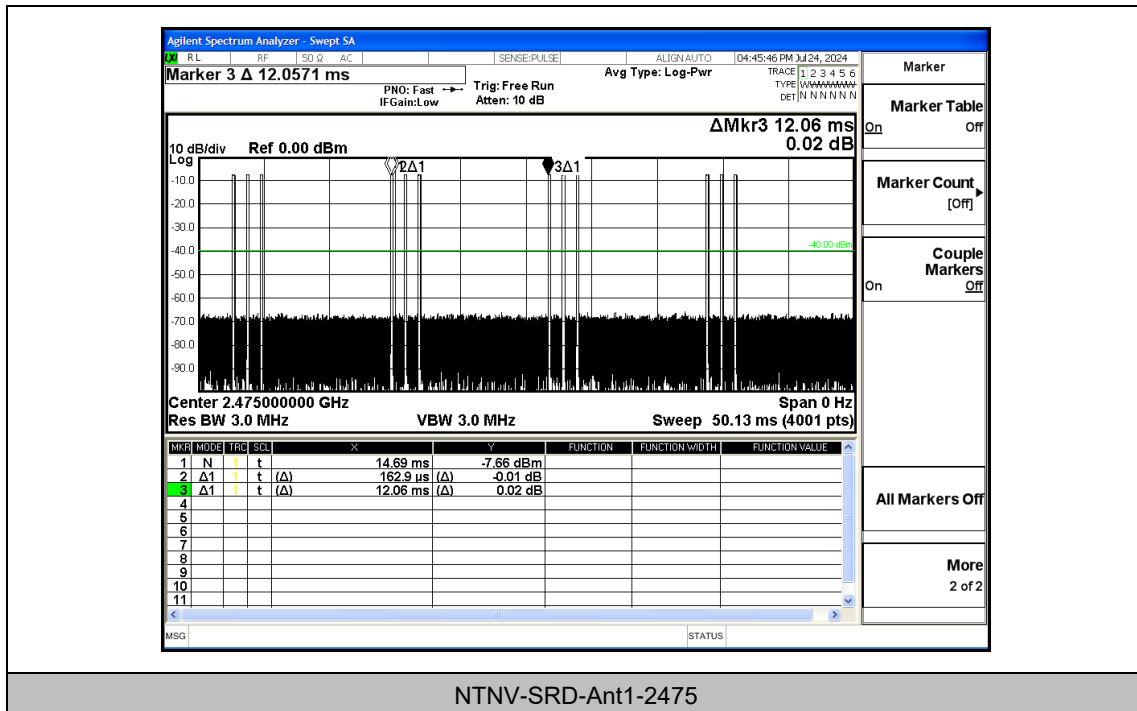 Agilent Spectrum Analyzer - Swept SA
LXI RL RF 50 Ω AC SENSE:PULSE ALIGN AUTO 04:45:46 PM Jul 24, 2024
Marker 3 Δ 12.0571 ms
PNO: Fast
IFGain:Low
Trig: Free Run
Atten: 10 dB
Avg Type: Log-Pwr
TRACE 1 2 3 4 5 6
TYPE WWWWWW
DET N N N N N N
ΔMkr3 12.06 ms
0.02 dB
10 dB/div Ref 0.00 dBm
Log
2Δ1
3Δ1
-10.0
-20.0
-30.0
-40.0
-40.00 dBm
-50.0
-60.0
-70.0
-80.0
-90.0
Center 2.475000000 GHz Span 0 Hz
Res BW 3.0 MHz VBW 3.0 MHz Sweep 50.13 ms (4001 pts)
MKR MODE TRC SCL X Y FUNCTION FUNCTION WIDTH FUNCTION VALUE
1 N 1 t 14.69 ms -7.66 dBm
2 Δ1 1 t (Δ) 162.9 µs (Δ) -0.01 dB
3 Δ1 1 t (Δ) 12.06 ms (Δ) 0.02 dB
4
5
6
7
8
9
10
11
MSG STATUS
Marker
Marker Table
On Off
Marker Count
[Off]
Couple
Markers
On Off
All Markers Off
More
2 of 2
NTNV-SRD-Ant1-2475